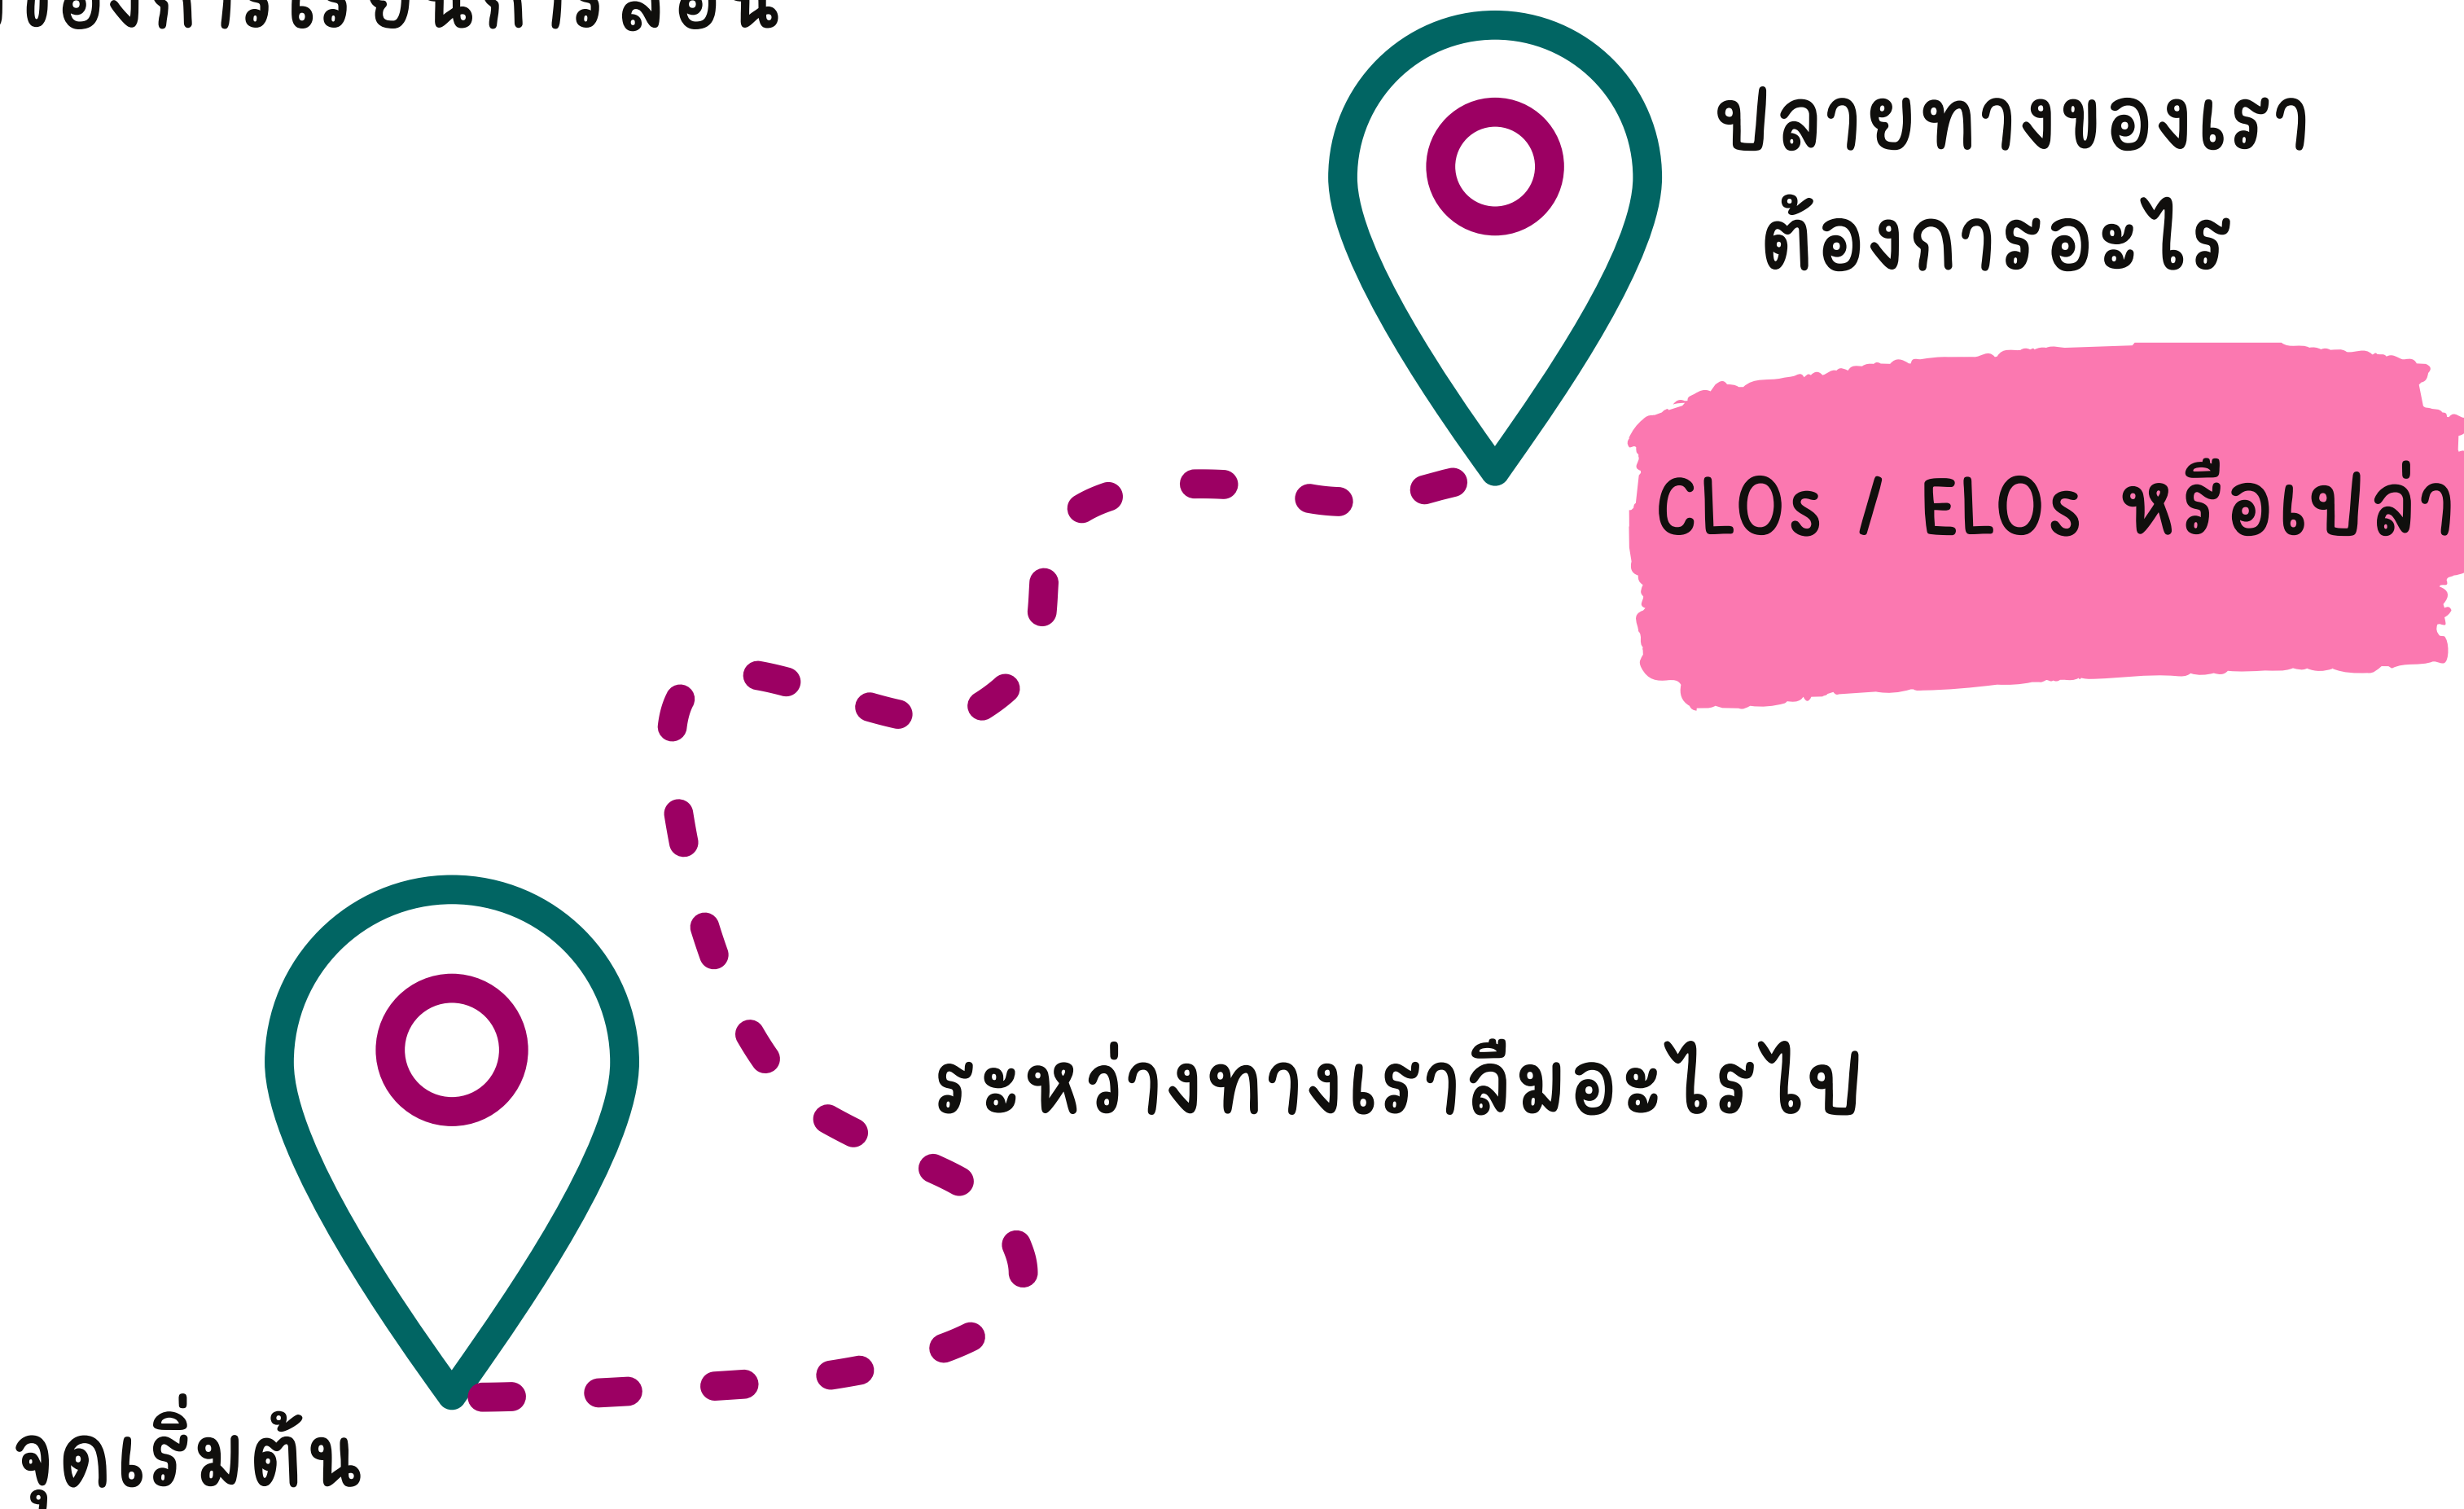 ปลายทางของเรา
ต้องการอะไร
CLOs / ELOs หรือเปล่า
ระหว่างทางเราลืมอะไรไป
จุดเริ่มต้น